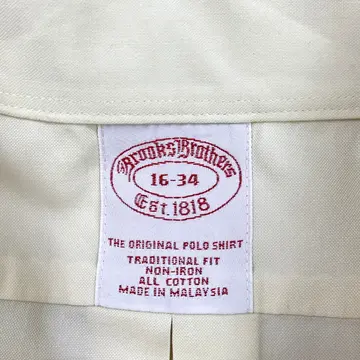 Brooks Brothers
16-34
Est. 1818
THE ORIGINAL POLO SHIRT
TRADITIONAL FIT
NON-IRON
ALL COTTON
MADE IN MALAYSIA